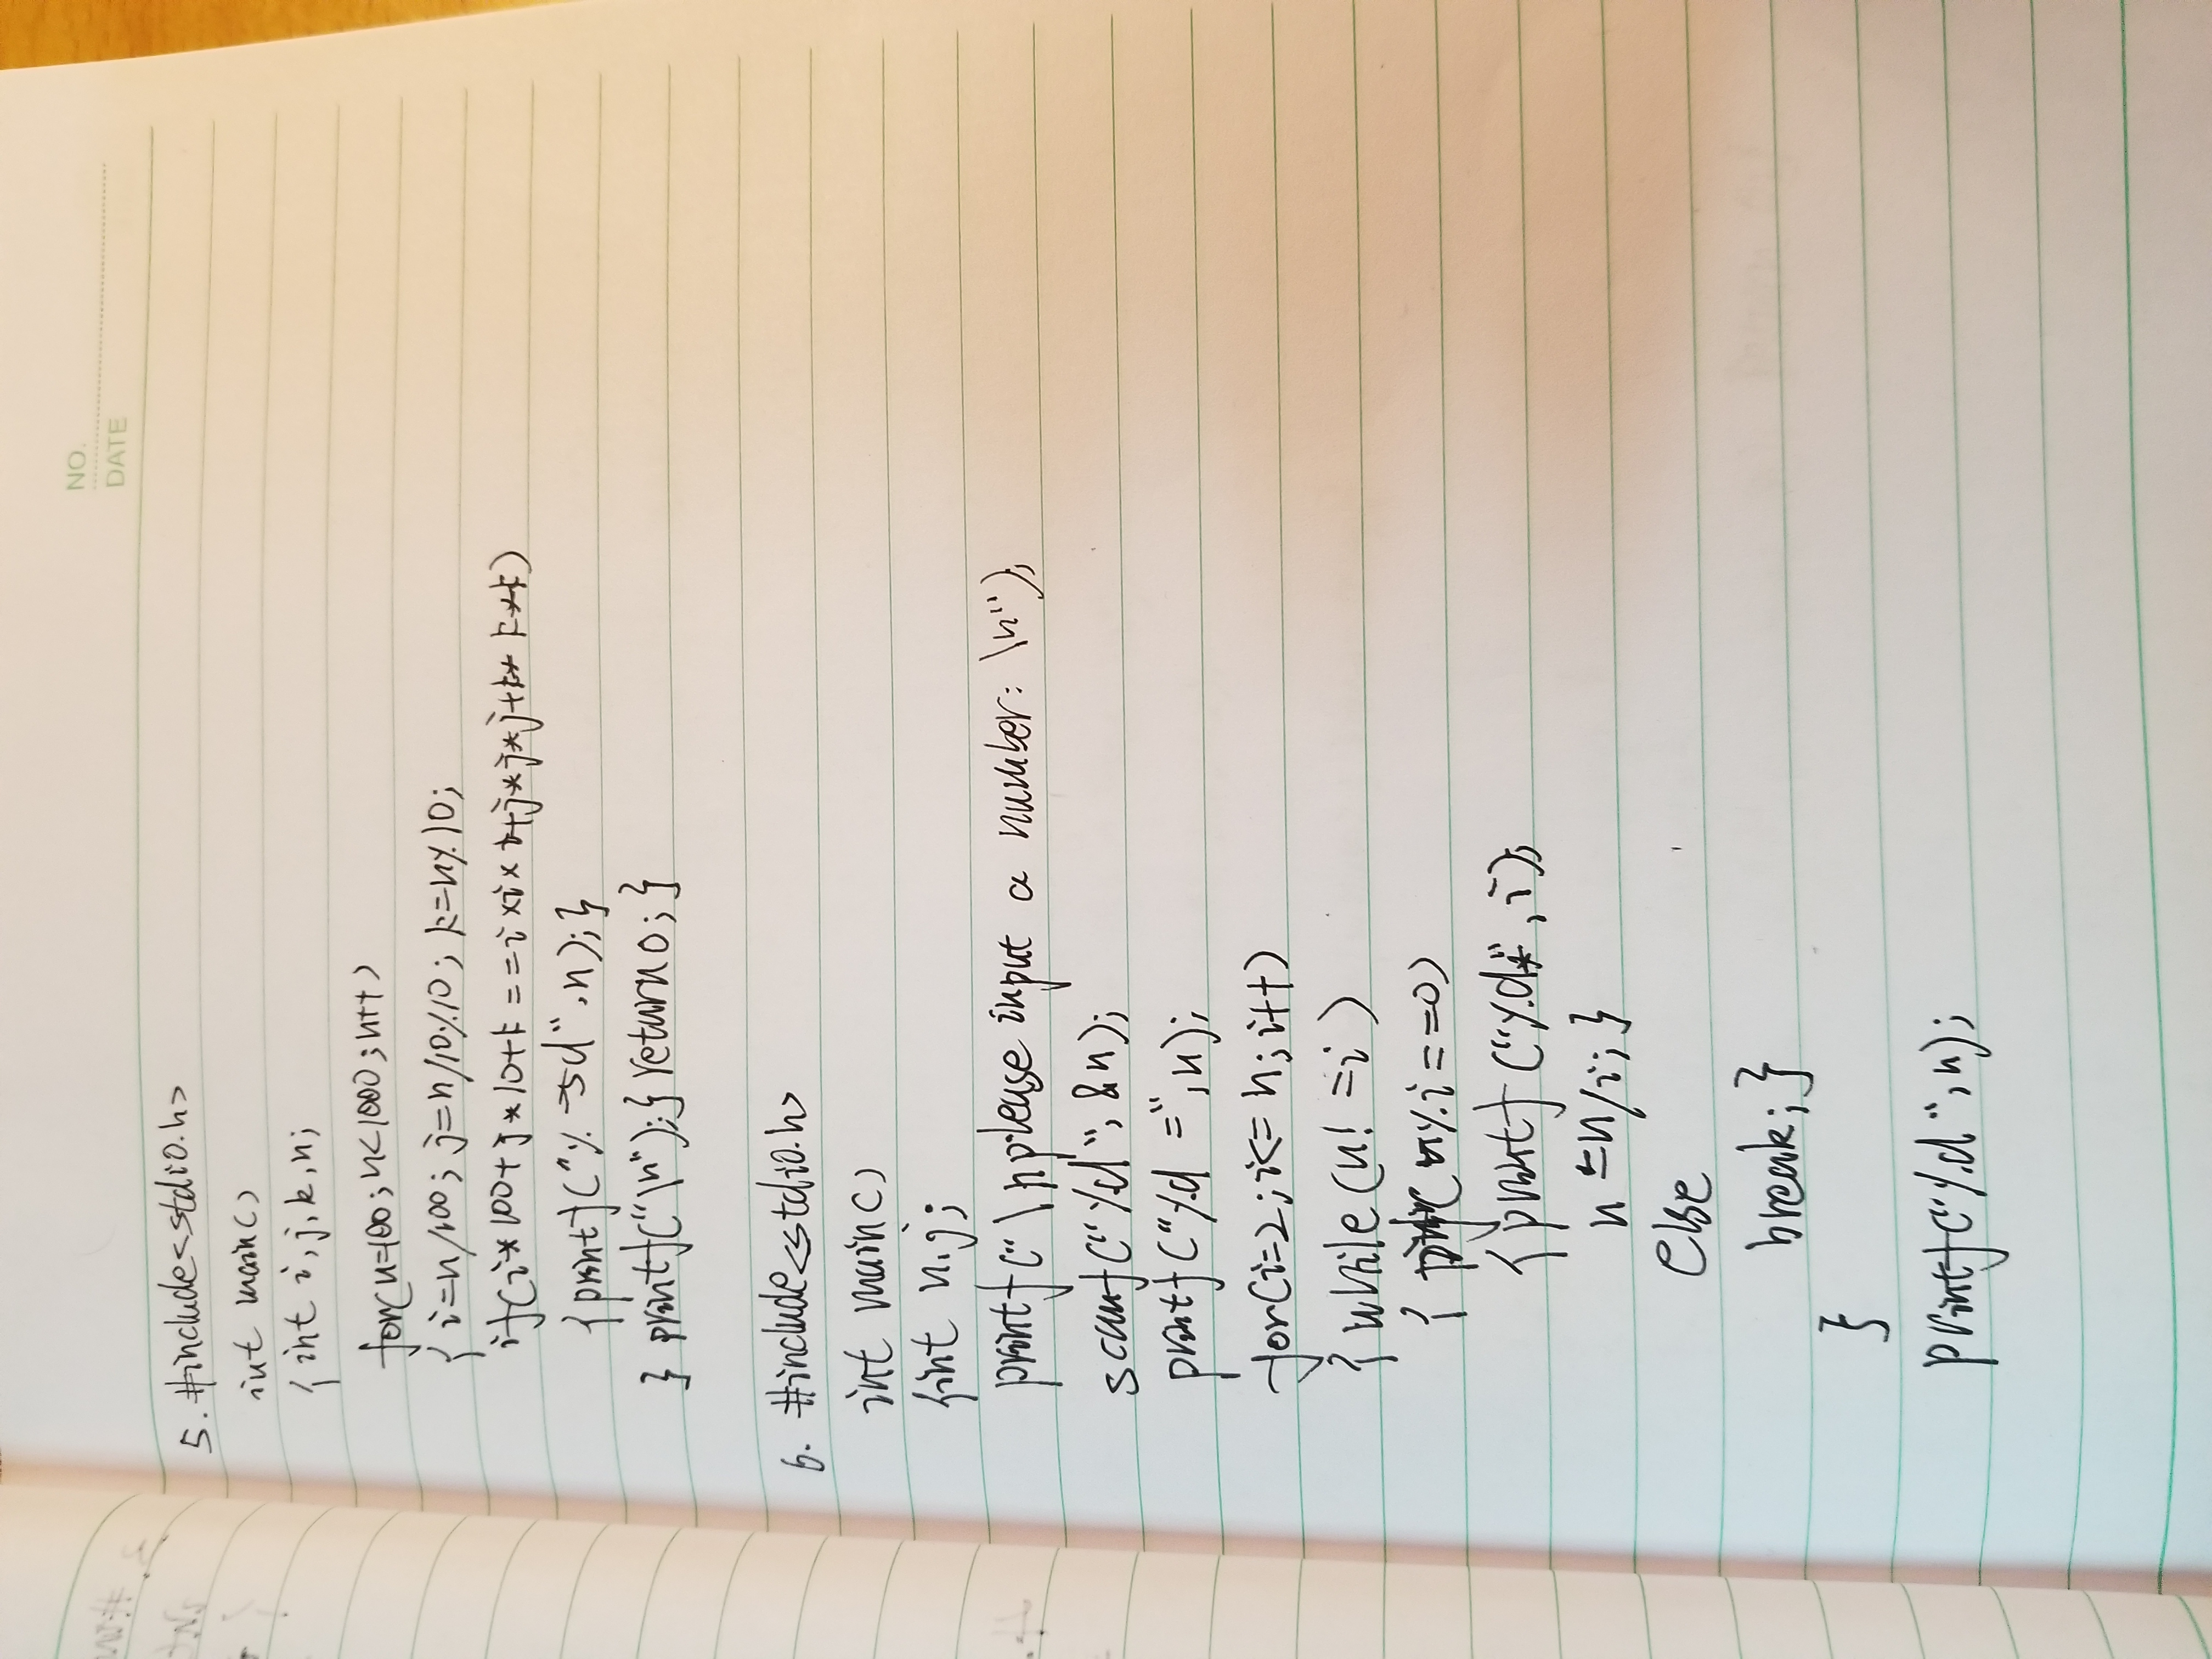 NO.
DATE
5. #include<stdio.h>
int main()
{int i,j,k,n;
for(n=100;n<1000;n++)
{i=n/100; j=n/10%10; k=n%10;
if(i*100+j*10+k==i*i*i+j*j*j+k*k*k)
{printf("%-5d",n);}
} printf("\n");} return 0;}
6. #include<stdio.h>
int main()
{int n,j;
printf("\nplease input a number: \n");
scanf("%d",&n);
printf("%d =",n);
for(i=2;i<=n;i++)
{while(n!=i)
{if(n%i==0)
{printf("%d*",i);
n=n/i;}
else
break;}
}
printf("%d",n);